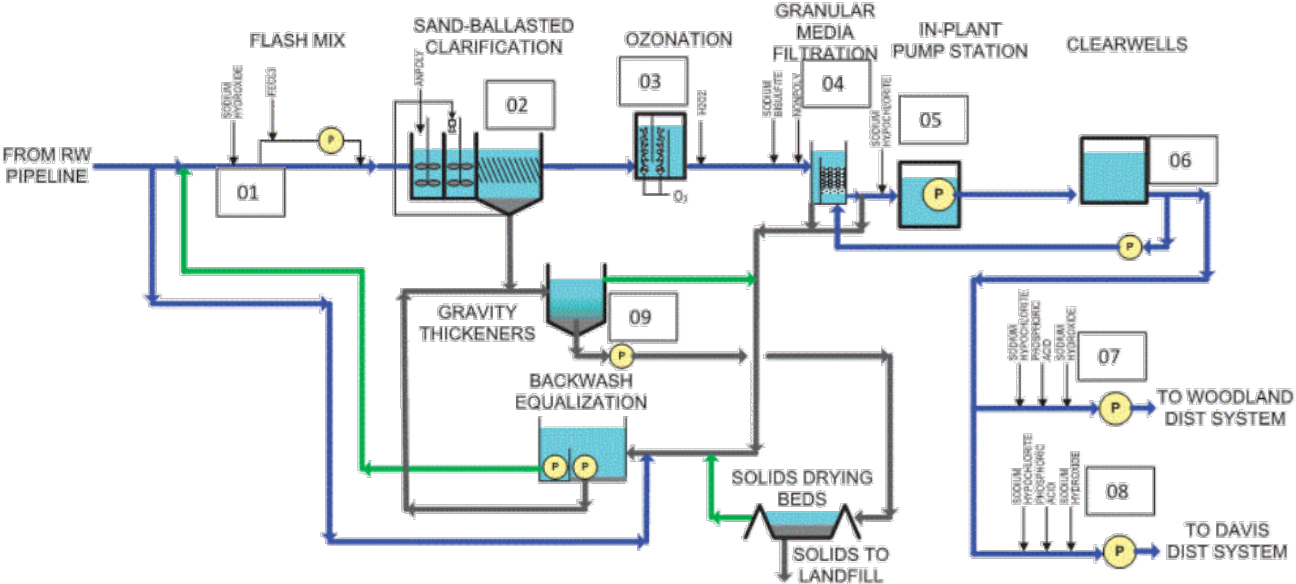 FLASH MIX
SAND-BALLASTED
CLARIFICATION
OZONATION
GRANULAR
MEDIA
FILTRATION
IN-PLANT
PUMP STATION
CLEARWELLS
SODIUM
HYDROXIDE
FECL3
ANPOLY
02
03
H2O2
SODIUM
BISULFITE
NONPOLY
04
SODIUM
HYPOCHLORITE
05
06
FROM RW
PIPELINE
P
01
O3
P
P
GRAVITY
THICKENERS
09
P
BACKWASH
EQUALIZATION
P
P
SOLIDS DRYING
BEDS
SOLIDS TO
LANDFILL
SODIUM
HYPOCHLORITE
PHOSPHORIC
ACID
SODIUM
HYDROXIDE
07
P
TO WOODLAND
DIST SYSTEM
SODIUM
HYPOCHLORITE
PHOSPHORIC
ACID
SODIUM
HYDROXIDE
08
P
TO DAVIS
DIST SYSTEM